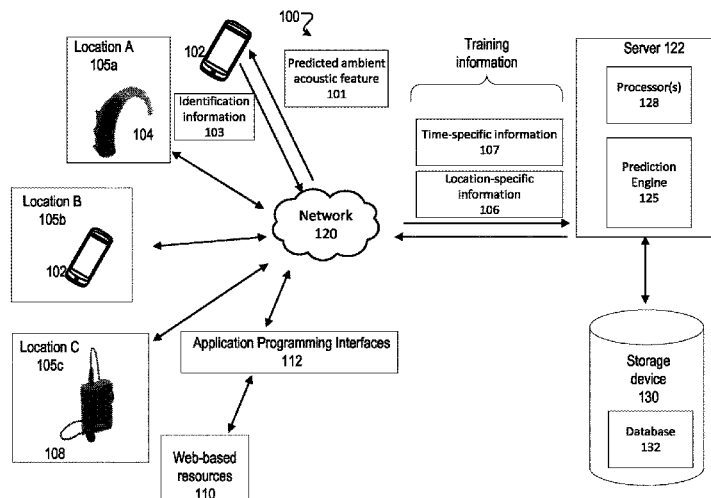 100
Location A
105a
104
102
Identification
information
103
Predicted ambient
acoustic feature
101
Training
information
Time-specific information
107
Location-specific
information
106
Server 122
Processor(s)
128
Prediction
Engine
125
Location B
105b
102
Network
120
Location C
105c
108
Application Programming Interfaces
112
Web-based
resources
110
Storage
device
130
Database
132